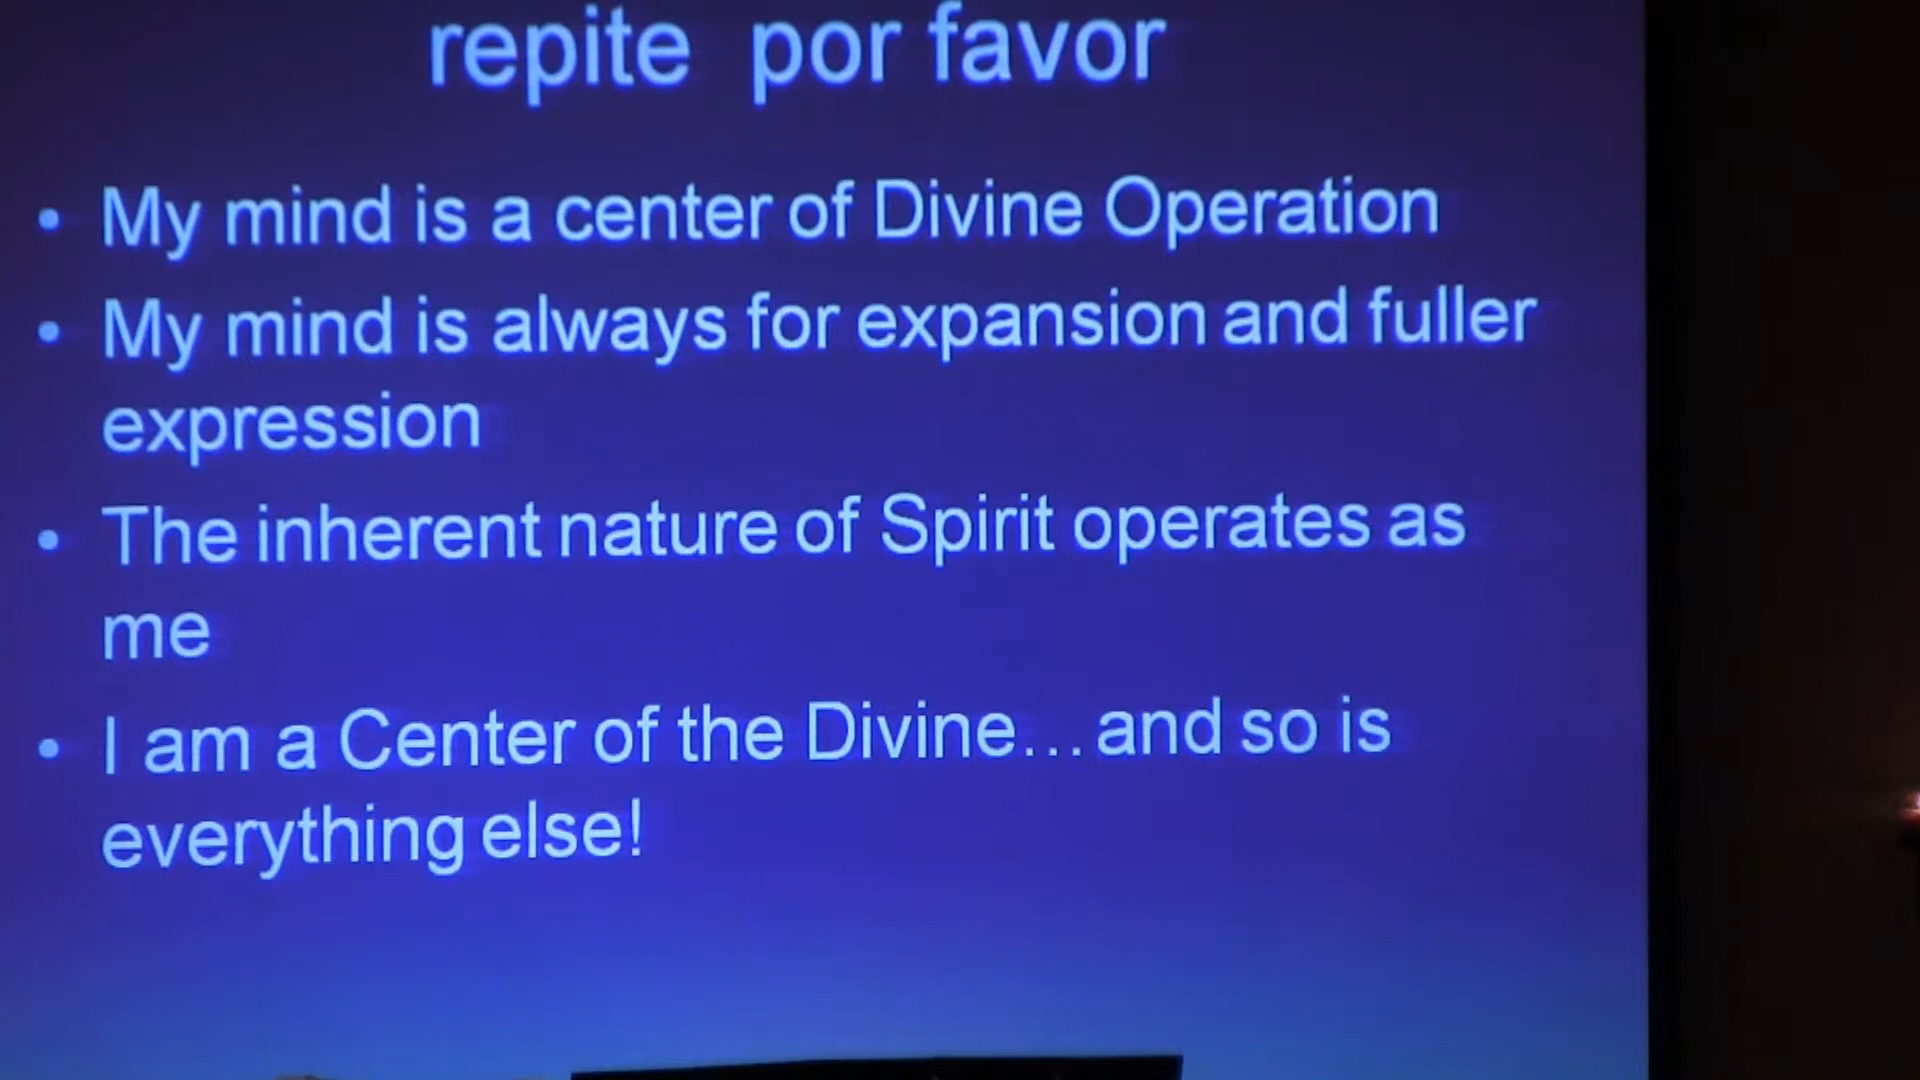 repite por favor
• My mind is a center of Divine Operation
• My mind is always for expansion and fuller
expression
• The inherent nature of Spirit operates as
me
• I am a Center of the Divine...and so is
everything else!